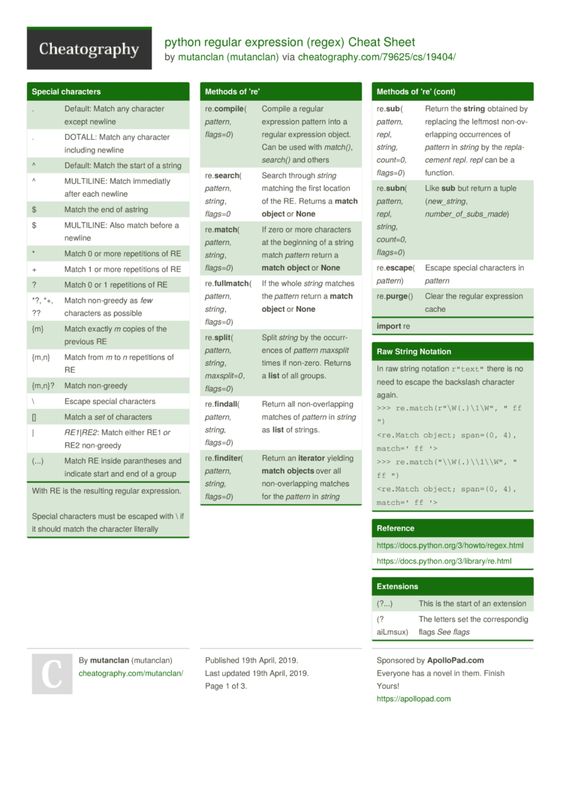 Cheatography
python regular expression (regex) Cheat Sheet
by mutanclan (mutanclan) via cheatography.com/79625/cs/19404/
Special characters
. Default: Match any character
except newline
. DOTALL: Match any character
including newline
^ Default: Match the start of a string
^ MULTILINE: Match immediatly
after each newline
$ Match the end of astring
$ MULTILINE: Also match before a
newline
* Match 0 or more repetitions of RE
+ Match 1 or more repetitions of RE
? Match 0 or 1 repetitions of RE
*?, *+, Match non-greedy as few
?? characters as possible
{m} Match exactly m copies of the
previous RE
{m,n} Match from m to n repetitions of
RE
{m,n}? Match non-greedy
\ Escape special characters
[] Match a set of characters
| RE1|RE2: Match either RE1 or
RE2 non-greedy
(...) Match RE inside parantheses and
indicate start and end of a group
With RE is the resulting regular expression.
Special characters must be escaped with \ if
it should match the character literally
Methods of 're'
re.compile( Compile a regular
pattern, expression pattern into a
flags=0) regular expression object.
Can be used with match(),
search() and others
re.search( Search through string
pattern, matching the first location
string, of the RE. Returns a match
flags=0 object or None
re.match( If zero or more characters
pattern, at the beginning of a string
string, match pattern return a
flags=0) match object or None
re.fullmatch( If the whole string matches
pattern, the pattern return a match
string, object or None
flags=0)
re.split( Split string by the occurr-
pattern, ences of pattern maxsplit
string, times if non-zero. Returns
maxsplit=0, a list of all groups.
flags=0)
re.findall( Return all non-overlapping
pattern, matches of pattern in string
string, as list of strings.
flags=0)
re.finditer( Return an iterator yielding
pattern, match objects over all
string, non-overlapping matches
flags=0) for the pattern in string
Methods of 're' (cont)
re.sub( Return the string obtained by
pattern, replacing the leftmost non-ov-
repl, erlapping occurrences of
string, pattern in string by the repla-
count=0, cement repl. repl can be a
flags=0) function.
re.subn( Like sub but return a tuple
pattern, (new_string,
repl, number_of_subs_made)
string,
count=0,
flags=0)
re.escape( Escape special characters in
pattern) pattern
re.purge() Clear the regular expression
cache
import re
Raw String Notation
In raw string notation r"text" there is no
need to escape the backslash character
again.
>>> re.match(r"\W(.)\1\W", " ff
")
<re.Match object; span=(0, 4),
match=' ff '>
>>> re.match("\\W(.)\\1\\W", "
ff ")
<re.Match object; span=(0, 4),
match=' ff '>
Reference
https://docs.python.org/3/howto/regex.html
https://docs.python.org/3/library/re.html
Extensions
(?...) This is the start of an extension
(? The letters set the correspondig
aiLmsux) flags See flags
C
By mutanclan (mutanclan)
cheatography.com/mutanclan/
Published 19th April, 2019.
Last updated 19th April, 2019.
Page 1 of 3.
Sponsored by ApolloPad.com
Everyone has a novel in them. Finish
Yours!
https://apollopad.com